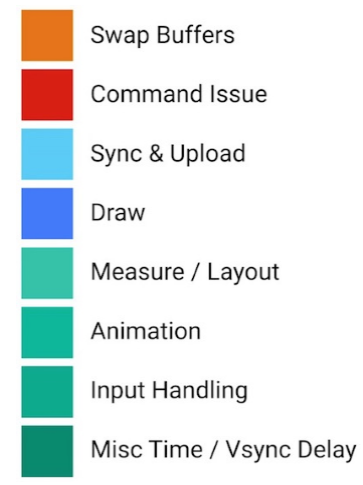 Swap Buffers
Command Issue
Sync & Upload
Draw
Measure / Layout
Animation
Input Handling
Misc Time / Vsync Delay